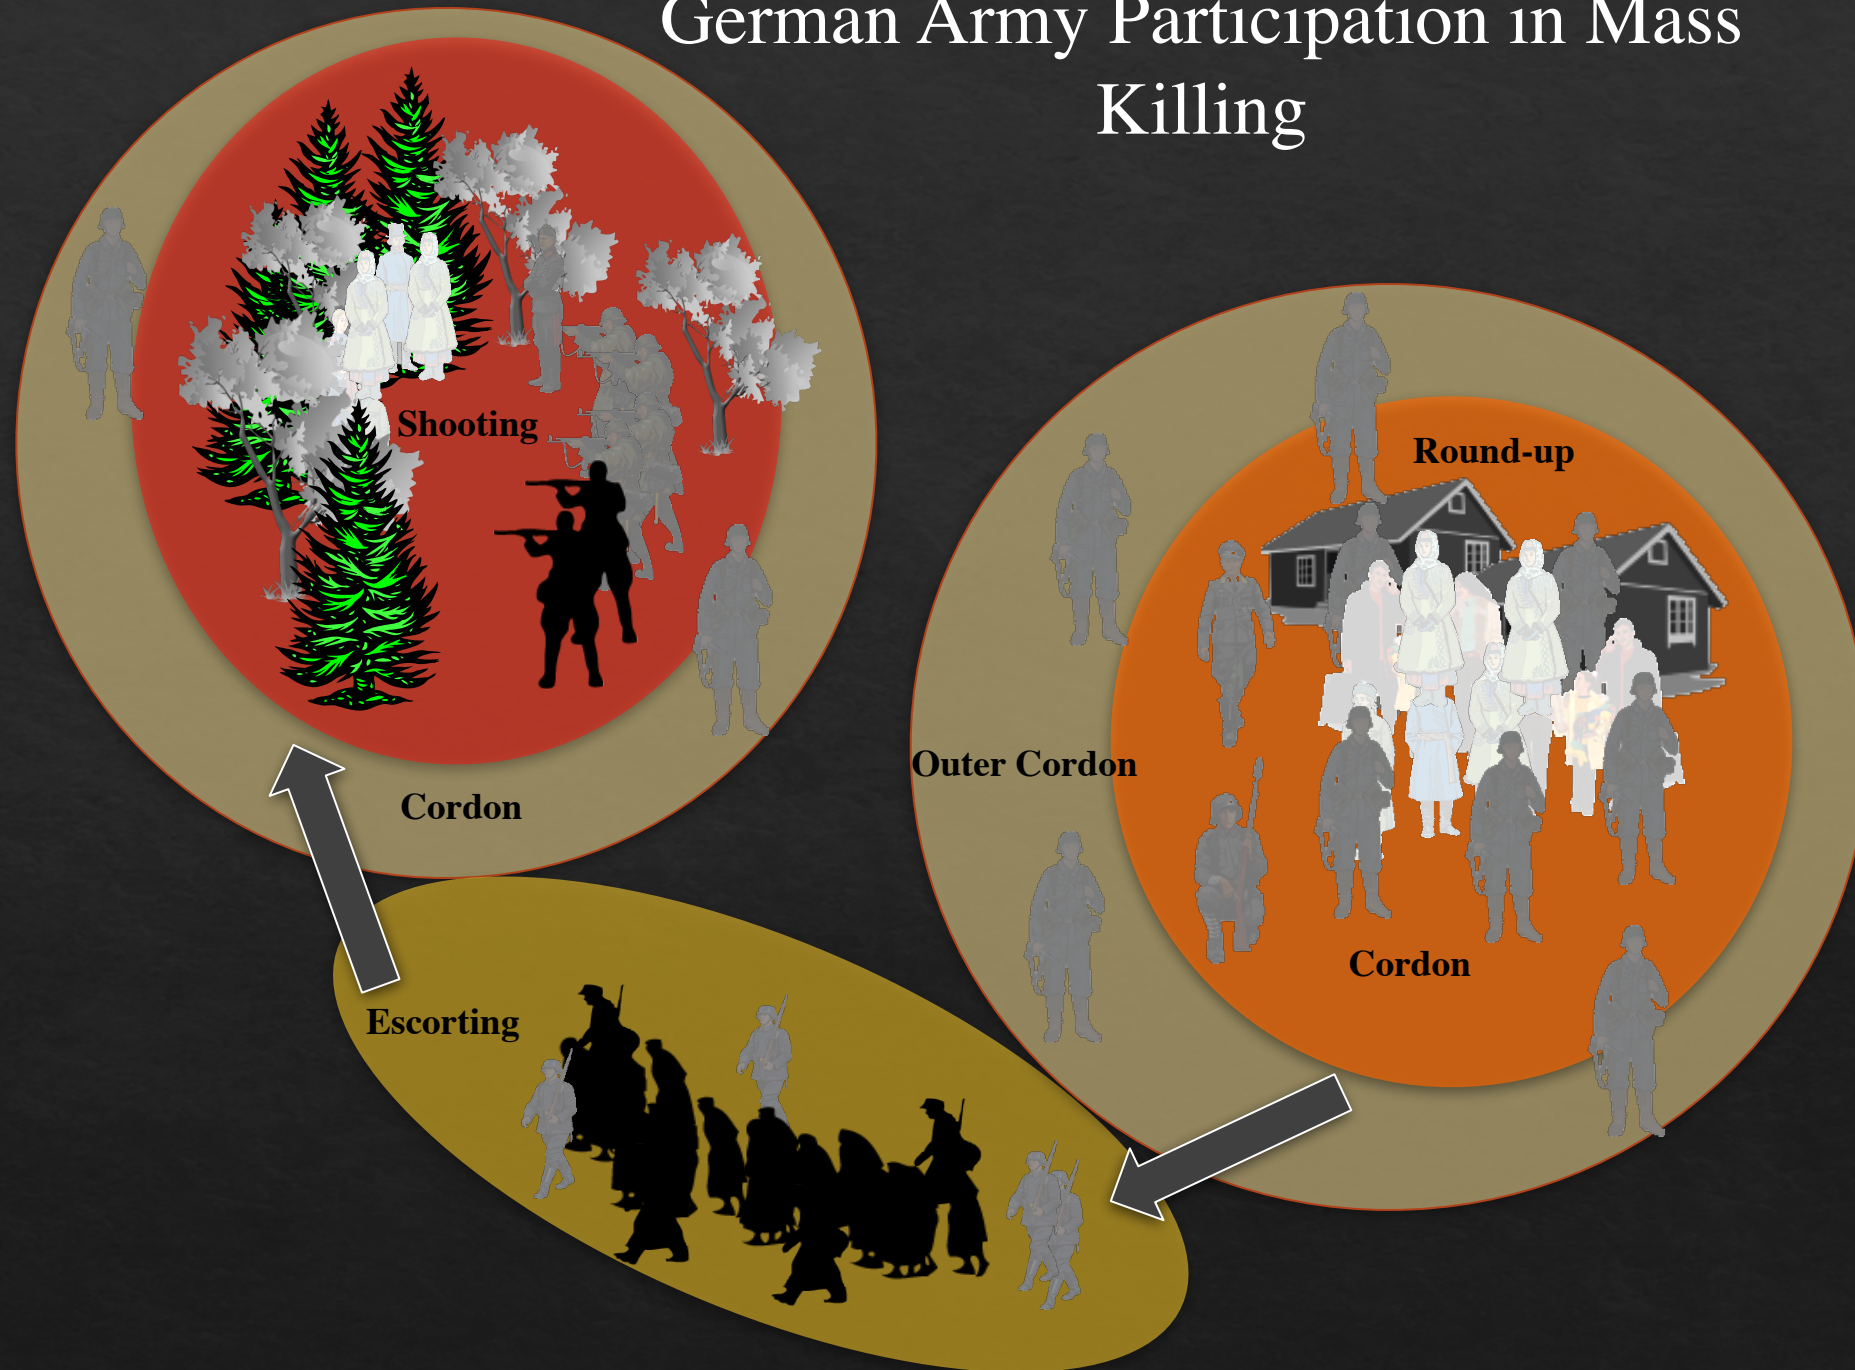 German Army Participation in Mass
Killing
Shooting
Cordon
Round-up
Outer Cordon
Cordon
Escorting